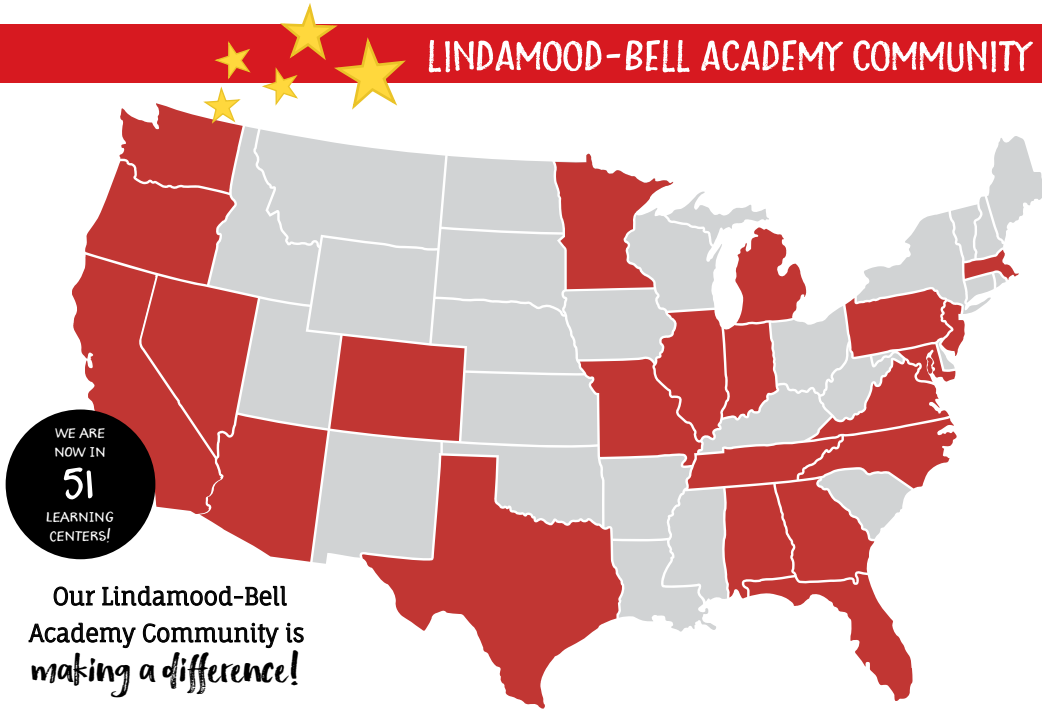 LINDAMOOD-BELL ACADEMY COMMUNITY
WE ARE
NOW IN
51
LEARNING
CENTERS!
Our Lindamood-Bell
Academy Community is
making a difference!